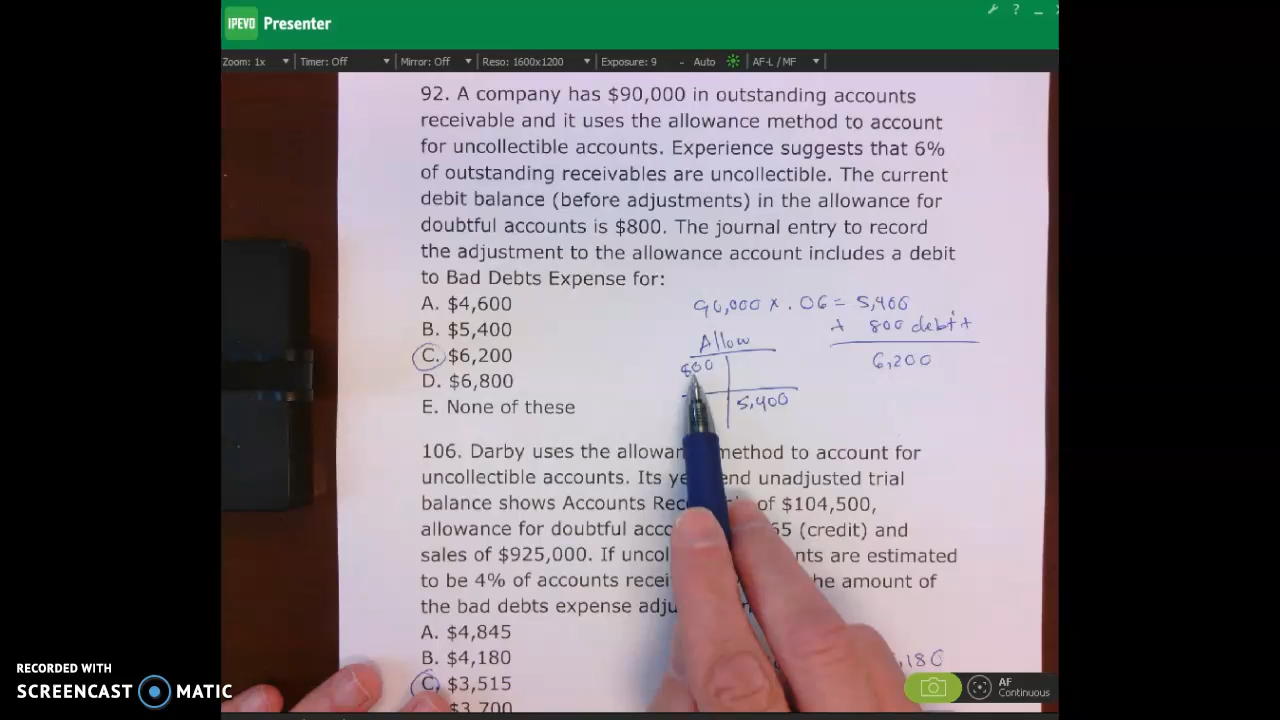 IPEVO Presenter
Zoom: 1x Timer: Off Mirror: Off Reso: 1600x1200 Exposure: 9 - Auto AF-L / MF
92. A company has $90,000 in outstanding accounts
receivable and it uses the allowance method to account
for uncollectible accounts. Experience suggests that 6%
of outstanding receivables are uncollectible. The current
debit balance (before adjustments) in the allowance for
doubtful accounts is $800. The journal entry to record
the adjustment to the allowance account includes a debit
to Bad Debts Expense for:
A. $4,600
B. $5,400
C. $6,200
D. $6,800
E. None of these
90,000 x .06 = 5,400
+ 800 debit +
6,200
Allow
800
5,400
106. Darby uses the allowan method to account for
uncollectible accounts. Its ye end unadjusted trial
balance shows Accounts Rec of $104,500,
allowance for doubtful acco 65 (credit) and
sales of $925,000. If uncol nts are estimated
to be 4% of accounts recei he amount of
the bad debts expense adju
A. $4,845
B. $4,180
C. $3,515
$3,700
,180
AF
Continuous
RECORDED WITH
SCREENCAST MATIC